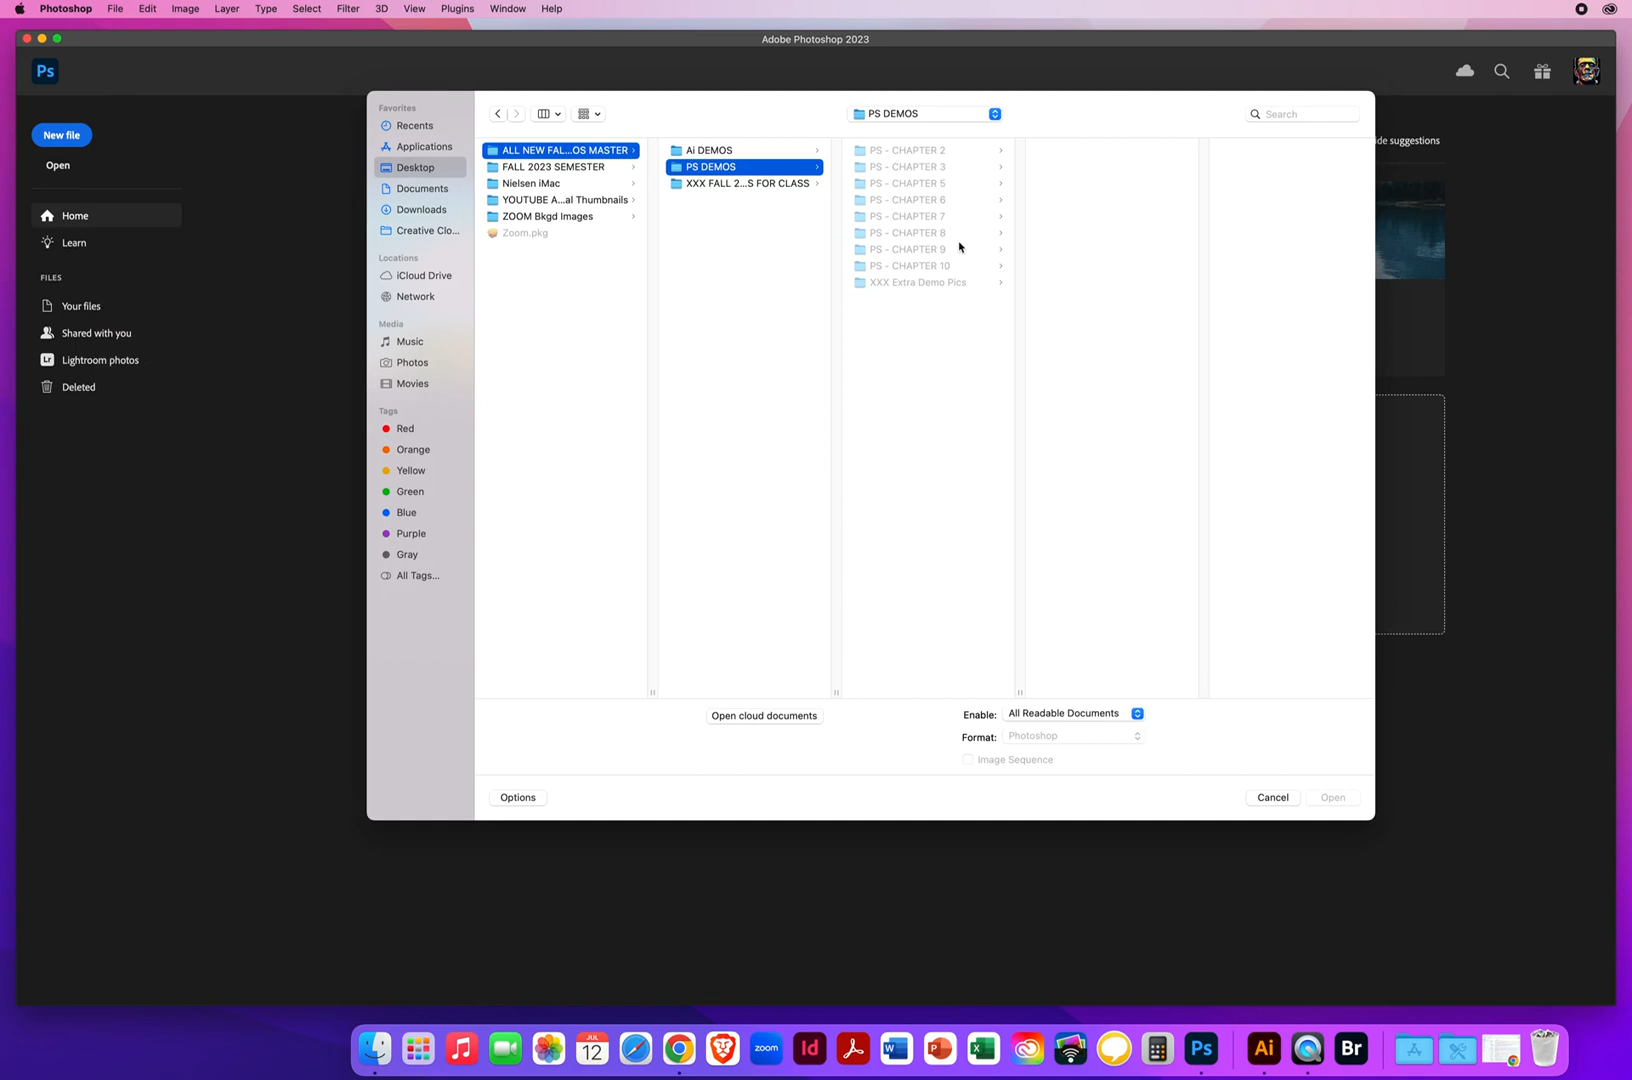 Photoshop File Edit Image Layer Type Select Filter 3D View Plugins Window Help
Adobe Photoshop 2023
Ps
New file
Open
Home
Learn
FILES
Your files
Shared with you
Lr Lightroom photos
Deleted
ide suggestions
Favorites
Recents
Applications
Desktop
Documents
Downloads
Creative Clo...
Locations
iCloud Drive
Network
Media
Music
Photos
Movies
Tags
Red
Orange
Yellow
Green
Blue
Purple
Gray
All Tags...
PS DEMOS
Search
ALL NEW FAL...OS MASTER
FALL 2023 SEMESTER
Nielsen iMac
YOUTUBE A...al Thumbnails
ZOOM Bkgd Images
Zoom.pkg
Ai DEMOS
PS DEMOS
XXX FALL 2...S FOR CLASS
PS - CHAPTER 2
PS - CHAPTER 3
PS - CHAPTER 5
PS - CHAPTER 6
PS - CHAPTER 7
PS - CHAPTER 8
PS - CHAPTER 9
PS - CHAPTER 10
XXX Extra Demo Pics
Open cloud documents
Enable: All Readable Documents
Format: Photoshop
Image Sequence
Options
Cancel
Open
JUL
12
zoom
Id
W
P
X
Ps
Ai
Br